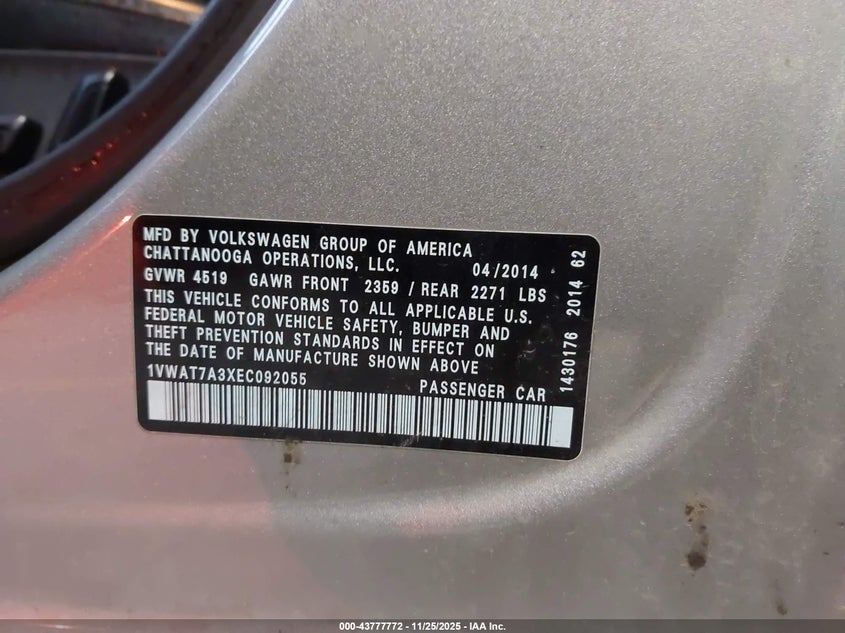 MFD BY VOLKSWAGEN GROUP OF AMERICA
CHATTANOOGA OPERATIONS, LLC. 04/2014
GVWR 4519 GAWR FRONT 2359 / REAR 2271 LBS
THIS VEHICLE CONFORMS TO ALL APPLICABLE U.S.
FEDERAL MOTOR VEHICLE SAFETY, BUMPER AND
THEFT PREVENTION STANDARDS IN EFFECT ON
THE DATE OF MANUFACTURE SHOWN ABOVE
1VWAT7A3XEC092055 PASSENGER CAR
1430176 2014 62
000-43777772 - 11/25/2025 - IAA Inc.